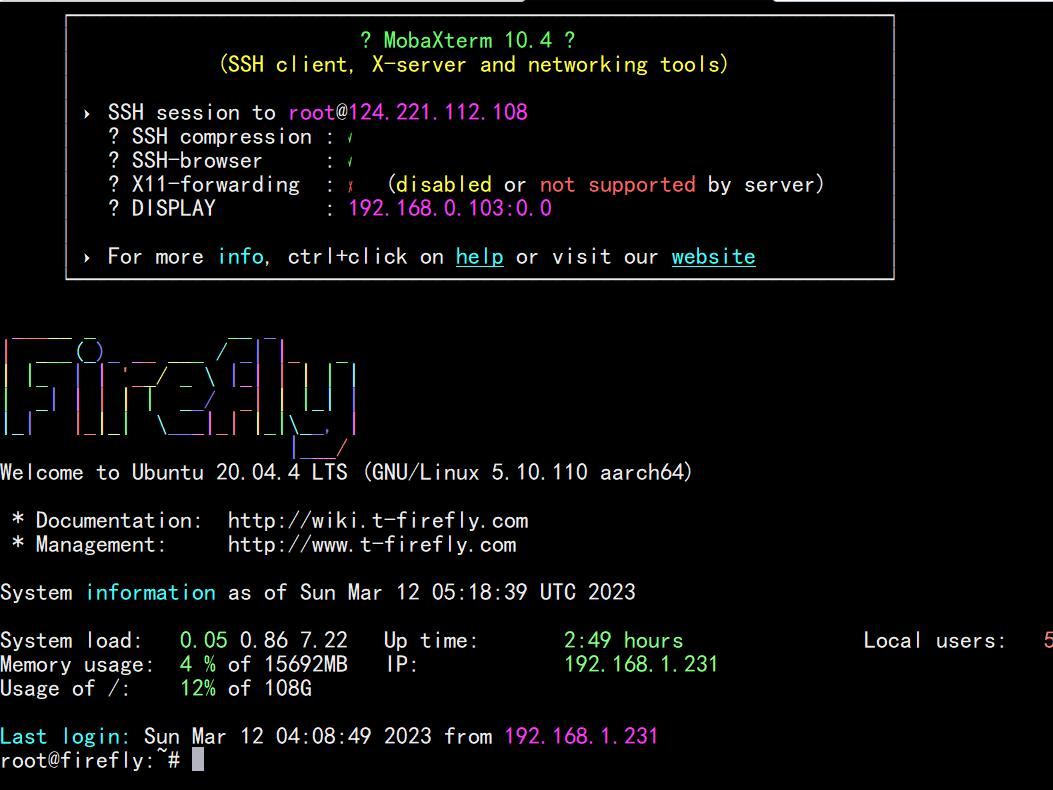 ? MobaXterm 10.4 ?
(SSH client, X-server and networking tools)
› SSH session to root@124.221.112.108
? SSH compression : √
? SSH-browser     : √
? X11-forwarding  : ✗  (disabled or not supported by server)
? DISPLAY         : 192.168.0.103:0.0
› For more info, ctrl+click on help or visit our website
Firefly
Welcome to Ubuntu 20.04.4 LTS (GNU/Linux 5.10.110 aarch64)
* Documentation:  http://wiki.t-firefly.com
* Management:     http://www.t-firefly.com
System information as of Sun Mar 12 05:18:39 UTC 2023
System load:   0.05 0.86 7.22   Up time:       2:49 hours               Local users:   5
Memory usage:  4 % of 15692MB   IP:            192.168.1.231
Usage of /:    12% of 108G
Last login: Sun Mar 12 04:08:49 2023 from 192.168.1.231
root@firefly:~#